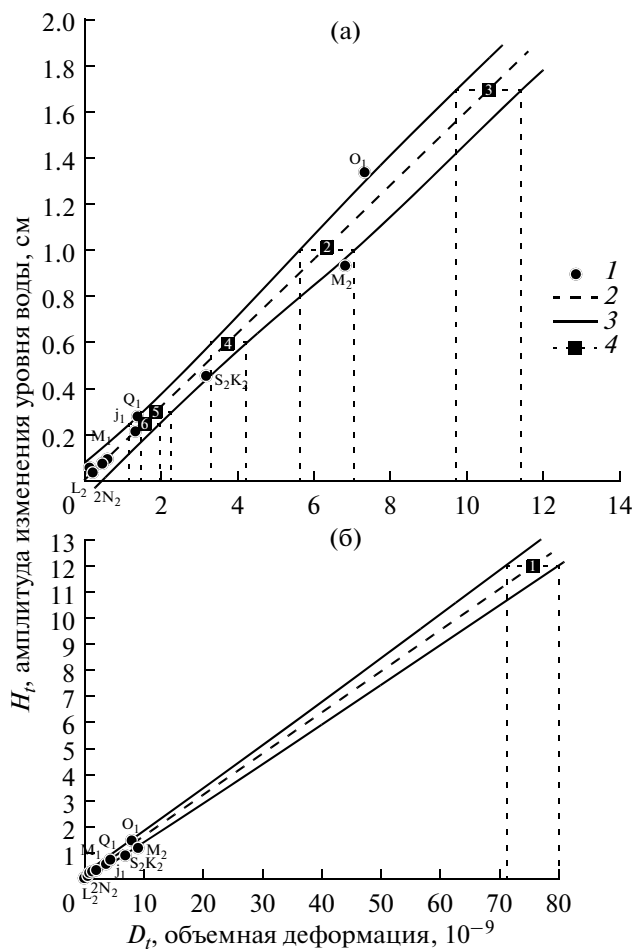 (а)
2.0
1.8
1.6
1.4
1.2
1.0
0.8
0.6
0.4
0.2
0
2
4
6
8
10
12
14
O₁
M₂
S₂K₂
Q₁
j₁
M₁
L₂
2N₂
3
2
4
5
6
1
2
3
4
H_t, амплитуда изменения уровня воды, см
(б)
13
12
11
10
9
8
7
6
5
4
3
2
1
0
10
20
30
40
50
60
70
80
1
O₁
Q₁
M₁
M₂
S₂K₂
j₁
L₂
2N₂
D_t, объемная деформация, 10⁻⁹